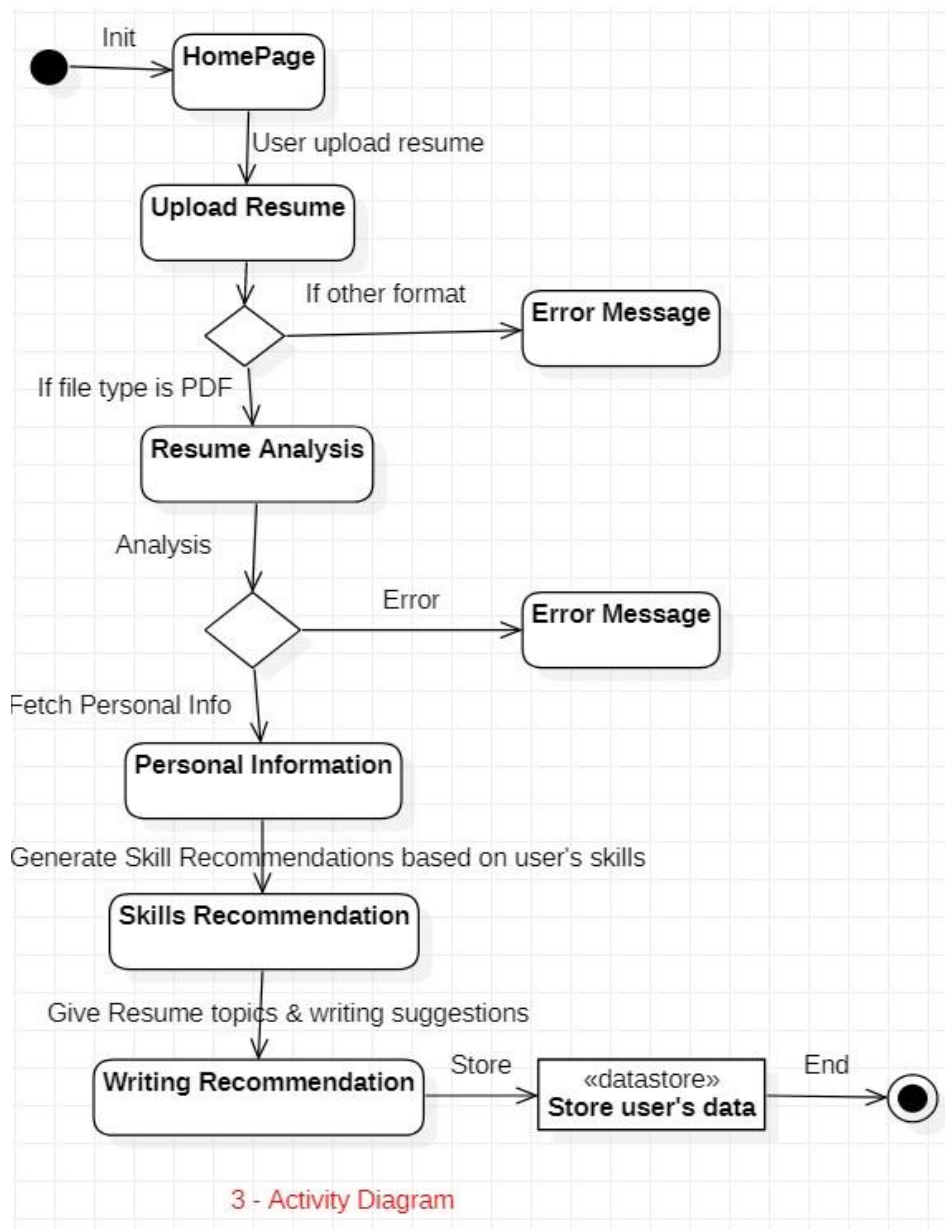 Init
HomePage
User upload resume
Upload Resume
If other format
Error Message
If file type is PDF
Resume Analysis
Analysis
Error
Error Message
Fetch Personal Info
Personal Information
Generate Skill Recommendations based on user's skills
Skills Recommendation
Give Resume topics & writing suggestions
Writing Recommendation
Store
«datastore»
Store user's data
End
3 - Activity Diagram